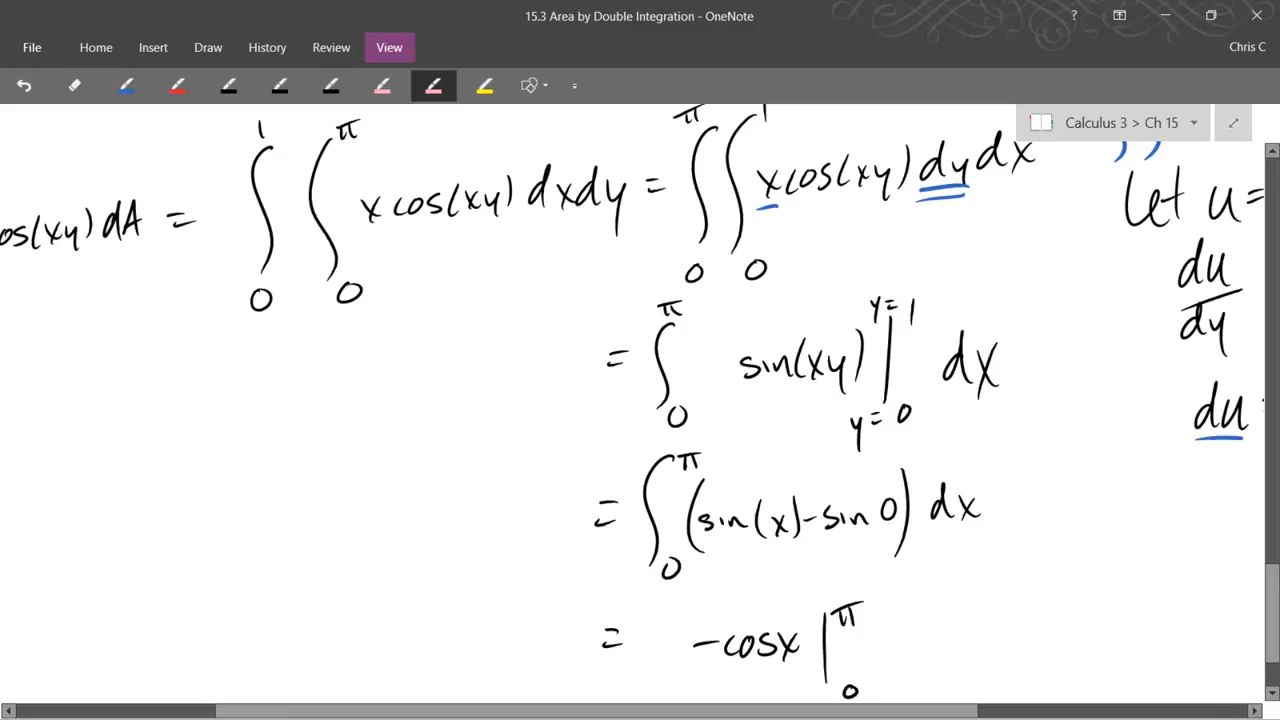 15.3 Area by Double Integration - OneNote
File Home Insert Draw History Review View
Chris C
Calculus 3 > Ch 15
os(xy) dA = ∫₀¹ ∫₀^π x cos(xy) dx dy = ∫₀^π ∫₀¹ x cos(xy) dy dx
Let u =
du/dy
= ∫₀^π sin(xy) |_{y=0}^{y=1} dx
du
= ∫₀^π (sin(x) - sin 0) dx
= -cos x |₀^π